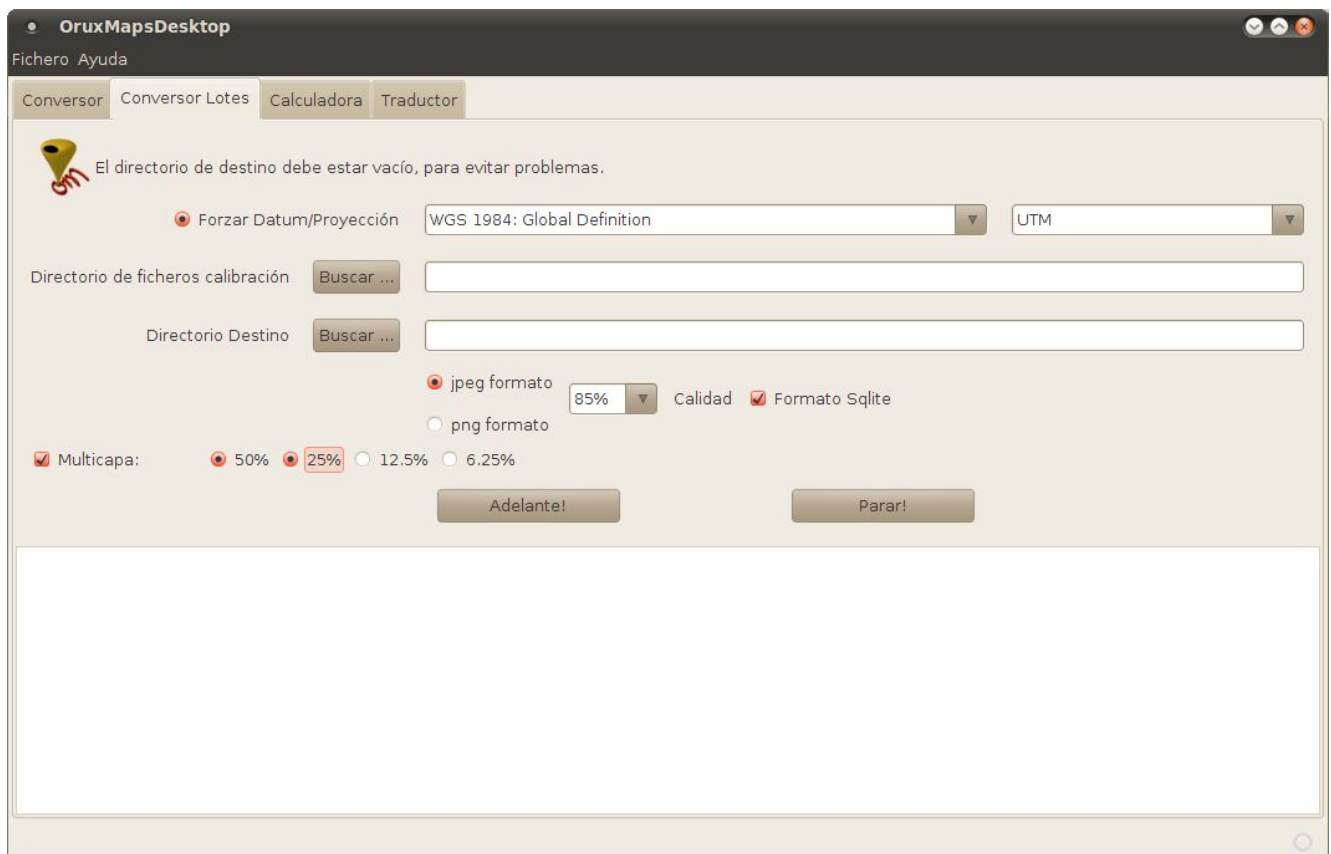 OruxMapsDesktop
Fichero Ayuda
Conversor Conversor Lotes Calculadora Traductor
El directorio de destino debe estar vacío, para evitar problemas.
Forzar Datum/Proyección WGS 1984: Global Definition UTM
Directorio de ficheros calibración Buscar ...
Directorio Destino Buscar ...
jpeg formato
85% Calidad Formato Sqlite
png formato
Multicapa: 50% 25% 12.5% 6.25%
Adelante! Parar!